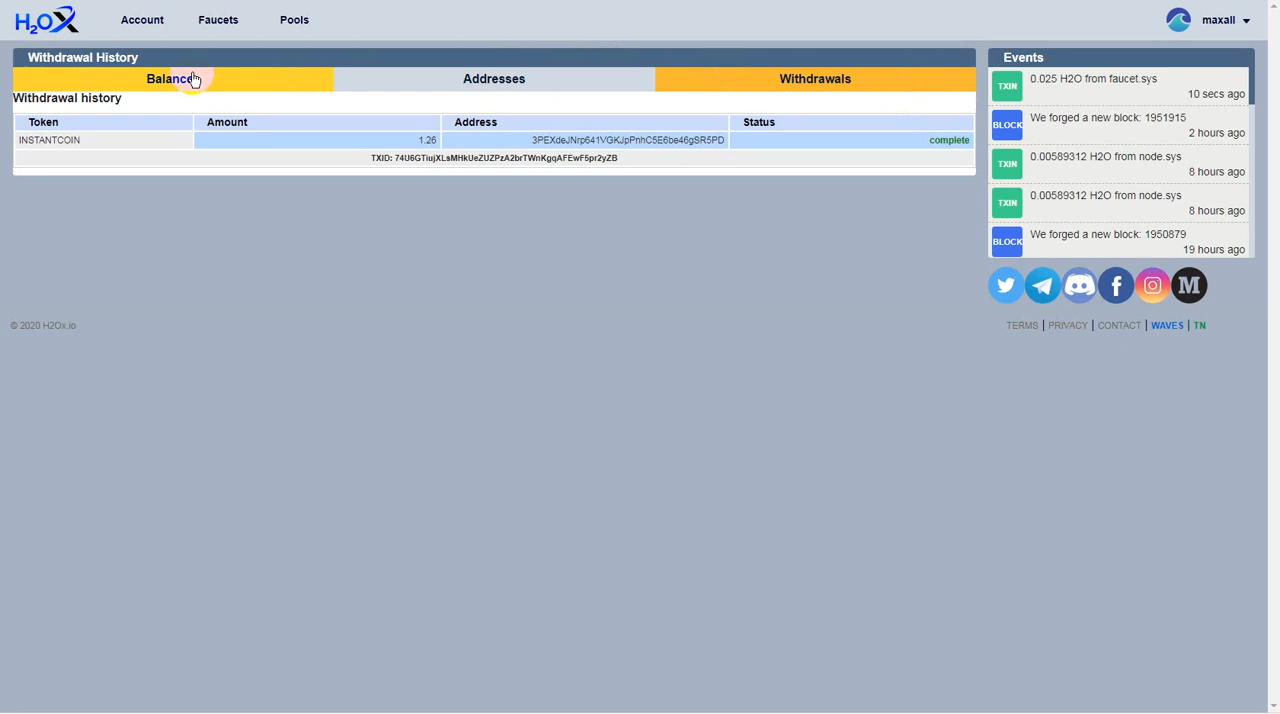 H2OX Account Faucets Pools maxall
Withdrawal History
Balances Addresses Withdrawals
Withdrawal history
Token Amount Address Status
INSTANTCOIN 1.26 3PEXdeJNrp641VGKJpPnhC5E6be46gSR5PD complete
TXID: 74U6GTiujXLsMHkUeZUZPzA2brTWnKgqAFEwF5pr2yZB
Events
TXIN 0.025 H2O from faucet.sys
10 secs ago
BLOCK We forged a new block: 1951915
2 hours ago
TXIN 0.00589312 H2O from node.sys
8 hours ago
TXIN 0.00589312 H2O from node.sys
8 hours ago
BLOCK We forged a new block: 1950879
19 hours ago
M
© 2020 H2Ox.io
TERMS | PRIVACY | CONTACT | WAVES | TN